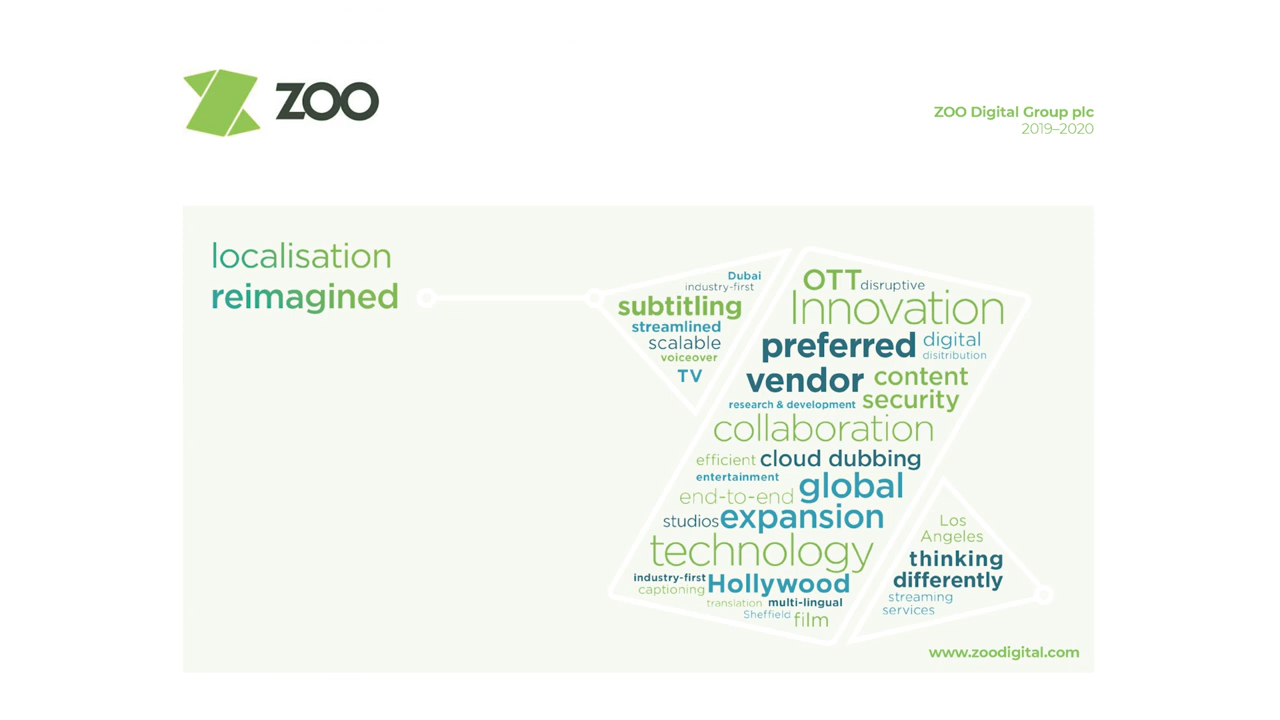 ZOO
ZOO Digital Group plc
2019–2020
localisation
reimagined
Dubai
industry-first
subtitling
streamlined
scalable
voiceover
TV
OTT disruptive
Innovation
preferred digital
disitribution
vendor content
research & development security
collaboration
efficient cloud dubbing
entertainment global
end-to-end
studios expansion
technology
industry-first Hollywood
captioning
translation multi-lingual
Sheffield film
Los
Angeles
thinking
differently
streaming
services
www.zoodigital.com